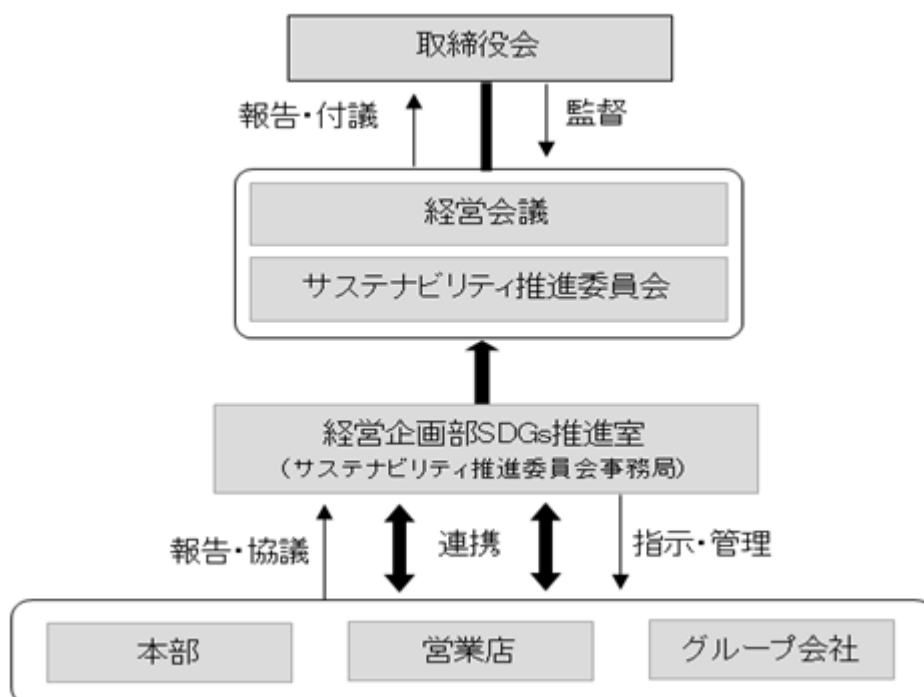 取締役会
報告・付議
監督
経営会議
サステナビリティ推進委員会
経営企画部SDGs推進室
（サステナビリティ推進委員会事務局）
報告・協議
連携
指示・管理
本部
営業店
グループ会社